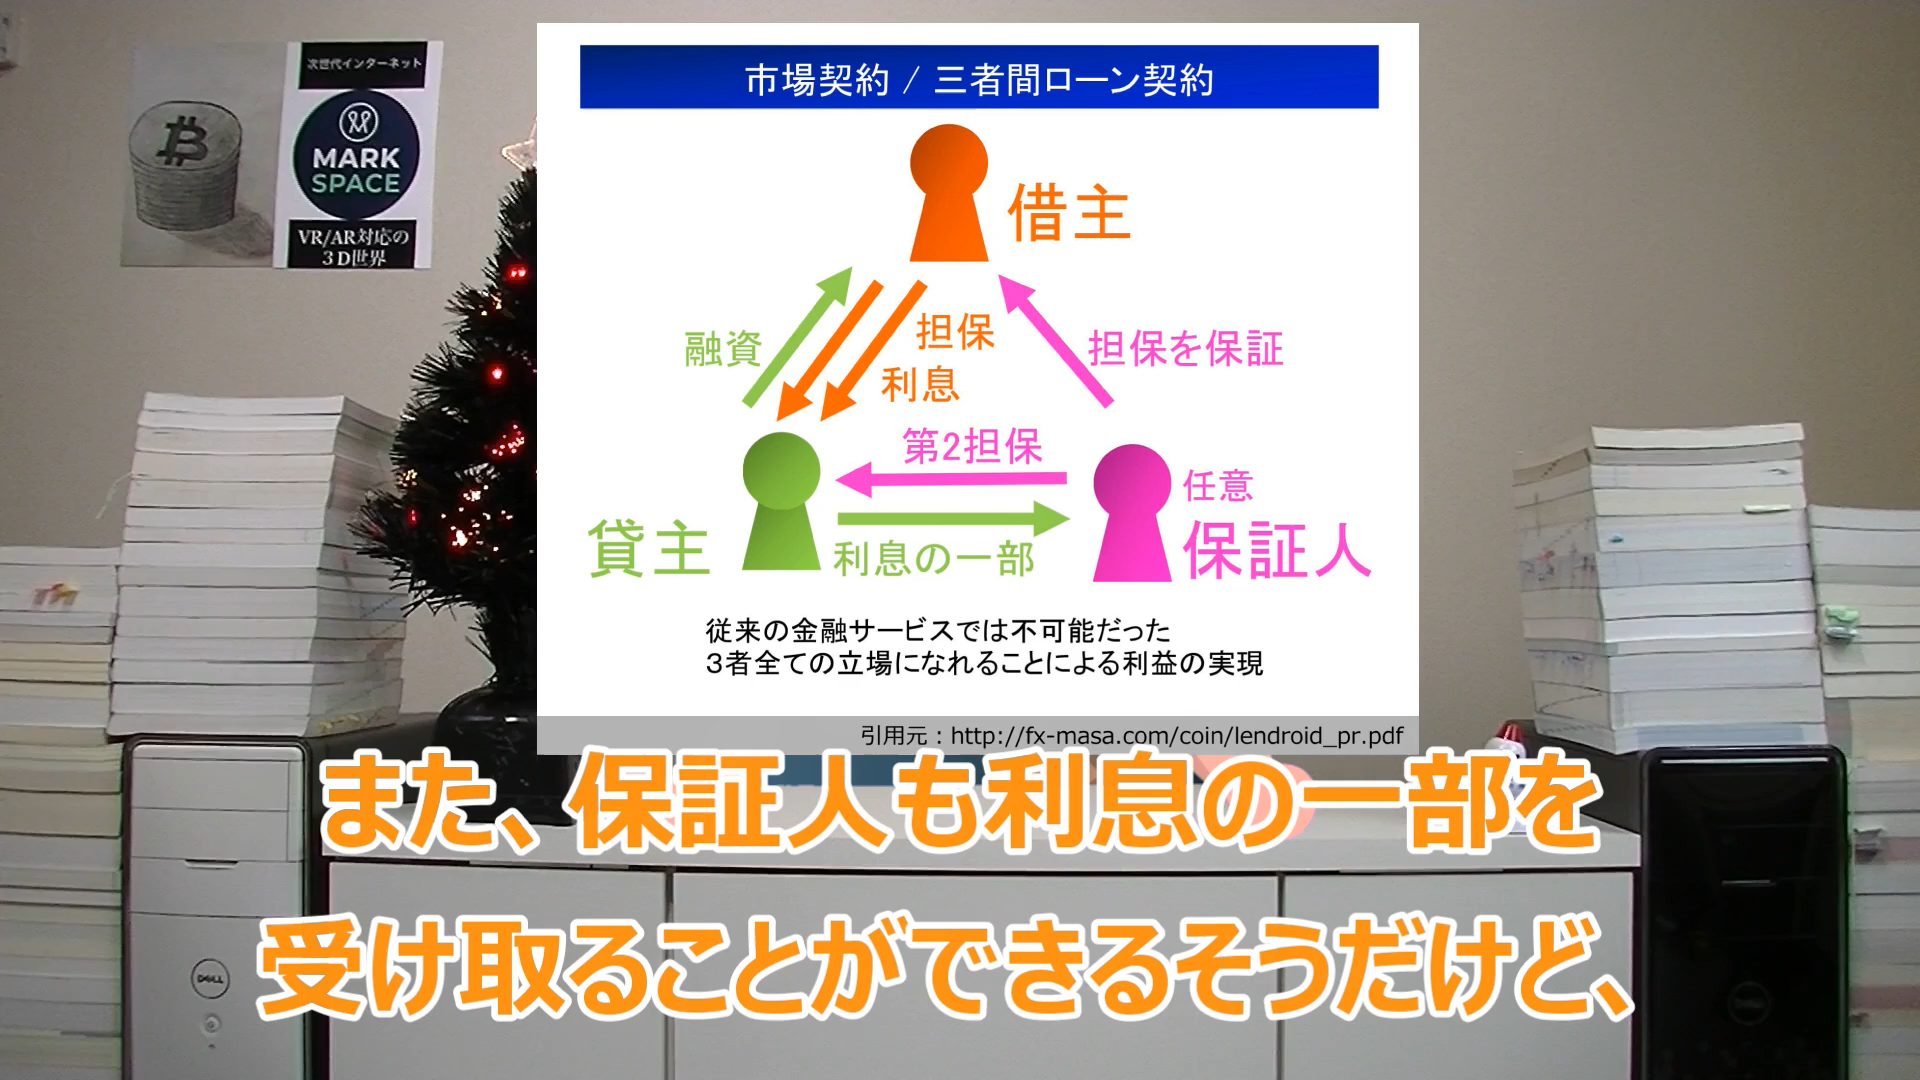 次世代インターネット
MARK
SPACE
VR/AR対応の
3D世界
市場契約 / 三者間ローン契約
借主
融資
担保
利息
担保を保証
第2担保
任意
貸主
利息の一部
保証人
従来の金融サービスでは不可能だった
3者全ての立場になれることによる利益の実現
引用元:http://fx-masa.com/coin/lendroid_pr.pdf
また、保証人も利息の一部を
受け取ることができるそうだけど、
DELL